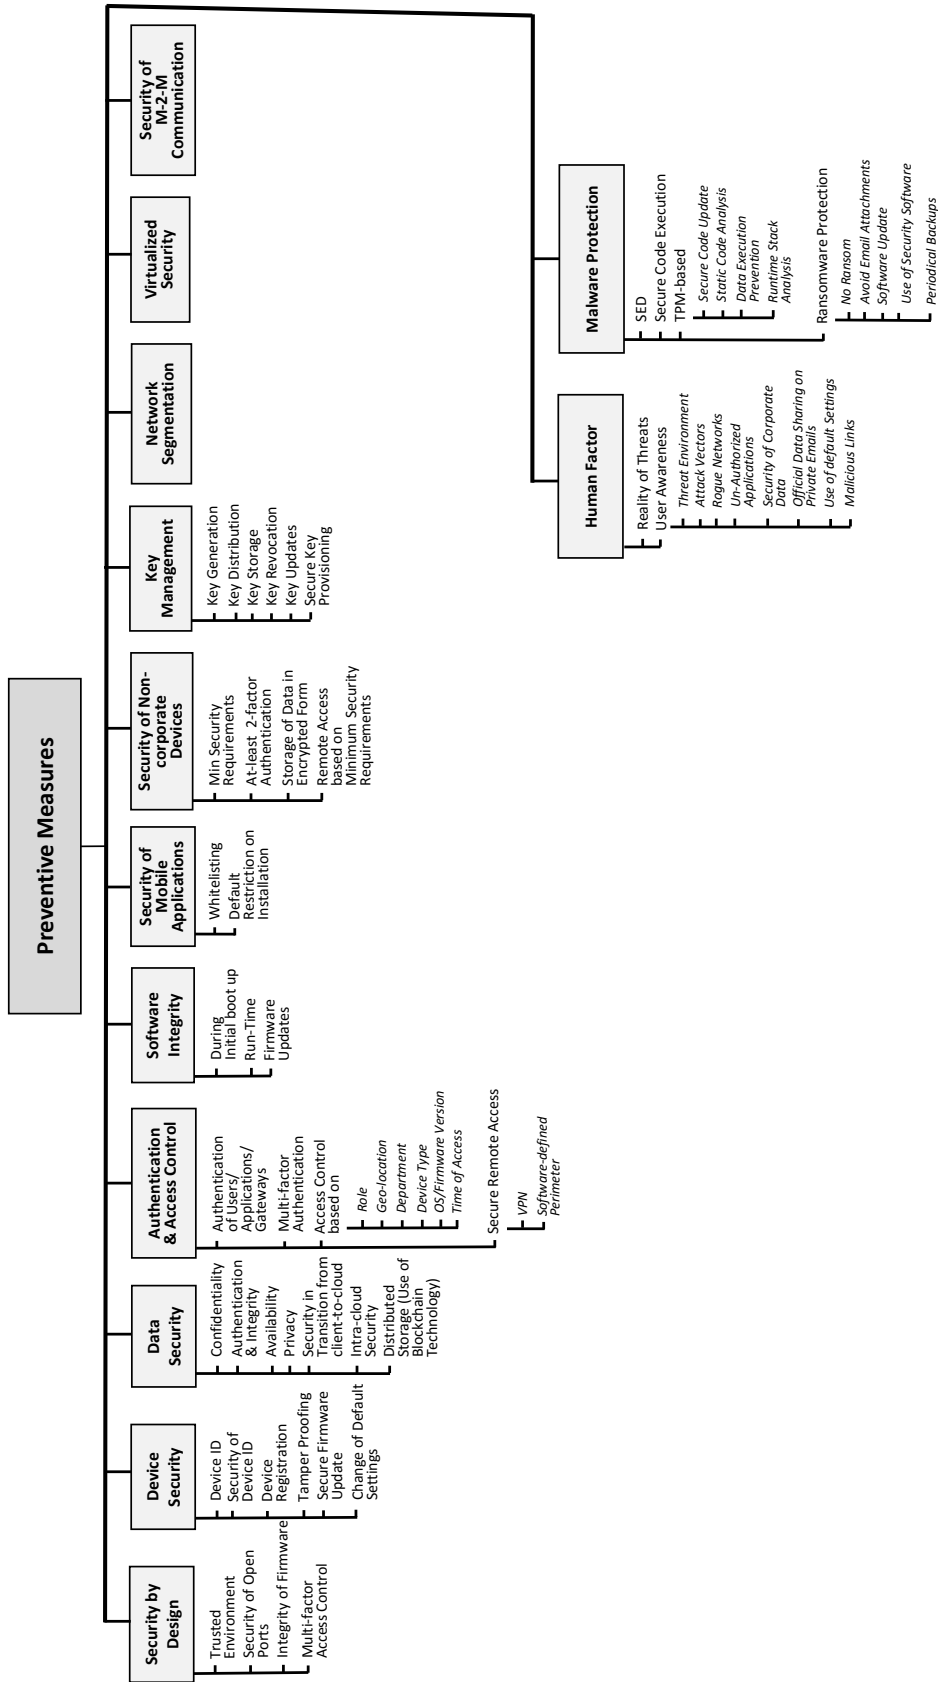 Preventive Measures
Security by
Design
Trusted
Environment
Security of Open
Ports
Integrity of Firmware
Multi-factor
Access Control
Device
Security
Device ID
Security of
Device ID
Device
Registration
Tamper Proofing
Secure Firmware
Update
Change of Default
Settings
Data
Security
Confidentiality
Authentication
& Integrity
Availability
Privacy
Security in
Transition from
client-to-cloud
Intra-cloud
Security
Distributed
Storage (Use of
Blockchain
Technology)
Authentication
& Access Control
Authentication
of Users/
Applications/
Gateways
Multi-factor
Authentication
Access Control
based on
Role
Geo-location
Department
Device Type
OS/Firmware Version
Time of Access
Secure Remote Access
VPN
Software-defined
Perimeter
Software
Integrity
During
Initial boot up
Run-Time
Firmware
Updates
Security of
Mobile
Applications
Whitelisting
Default
Restriction on
Installation
Security of Non-
corporate
Devices
Min Security
Requirements
At-least 2-factor
Authentication
Storage of Data in
Encrypted Form
Remote Access
based on
Minimum Security
Requirements
Key
Management
Key Generation
Key Distribution
Key Storage
Key Revocation
Key Updates
Secure Key
Provisioning
Network
Segmentation
Virtualized
Security
Security of
M-2-M
Communication
Human Factor
Reality of Threats
User Awareness
Threat Environment
Attack Vectors
Rogue Networks
Un-Authorized
Applications
Security of Corporate
Data
Official Data Sharing on
Private Emails
Use of default Settings
Malicious Links
Malware Protection
SED
Secure Code Execution
TPM-based
Secure Code Update
Static Code Analysis
Data Execution
Prevention
Runtime Stack
Analysis
Ransomware Protection
No Ransom
Avoid Email Attachments
Software Update
Use of Security Software
Periodical Backups